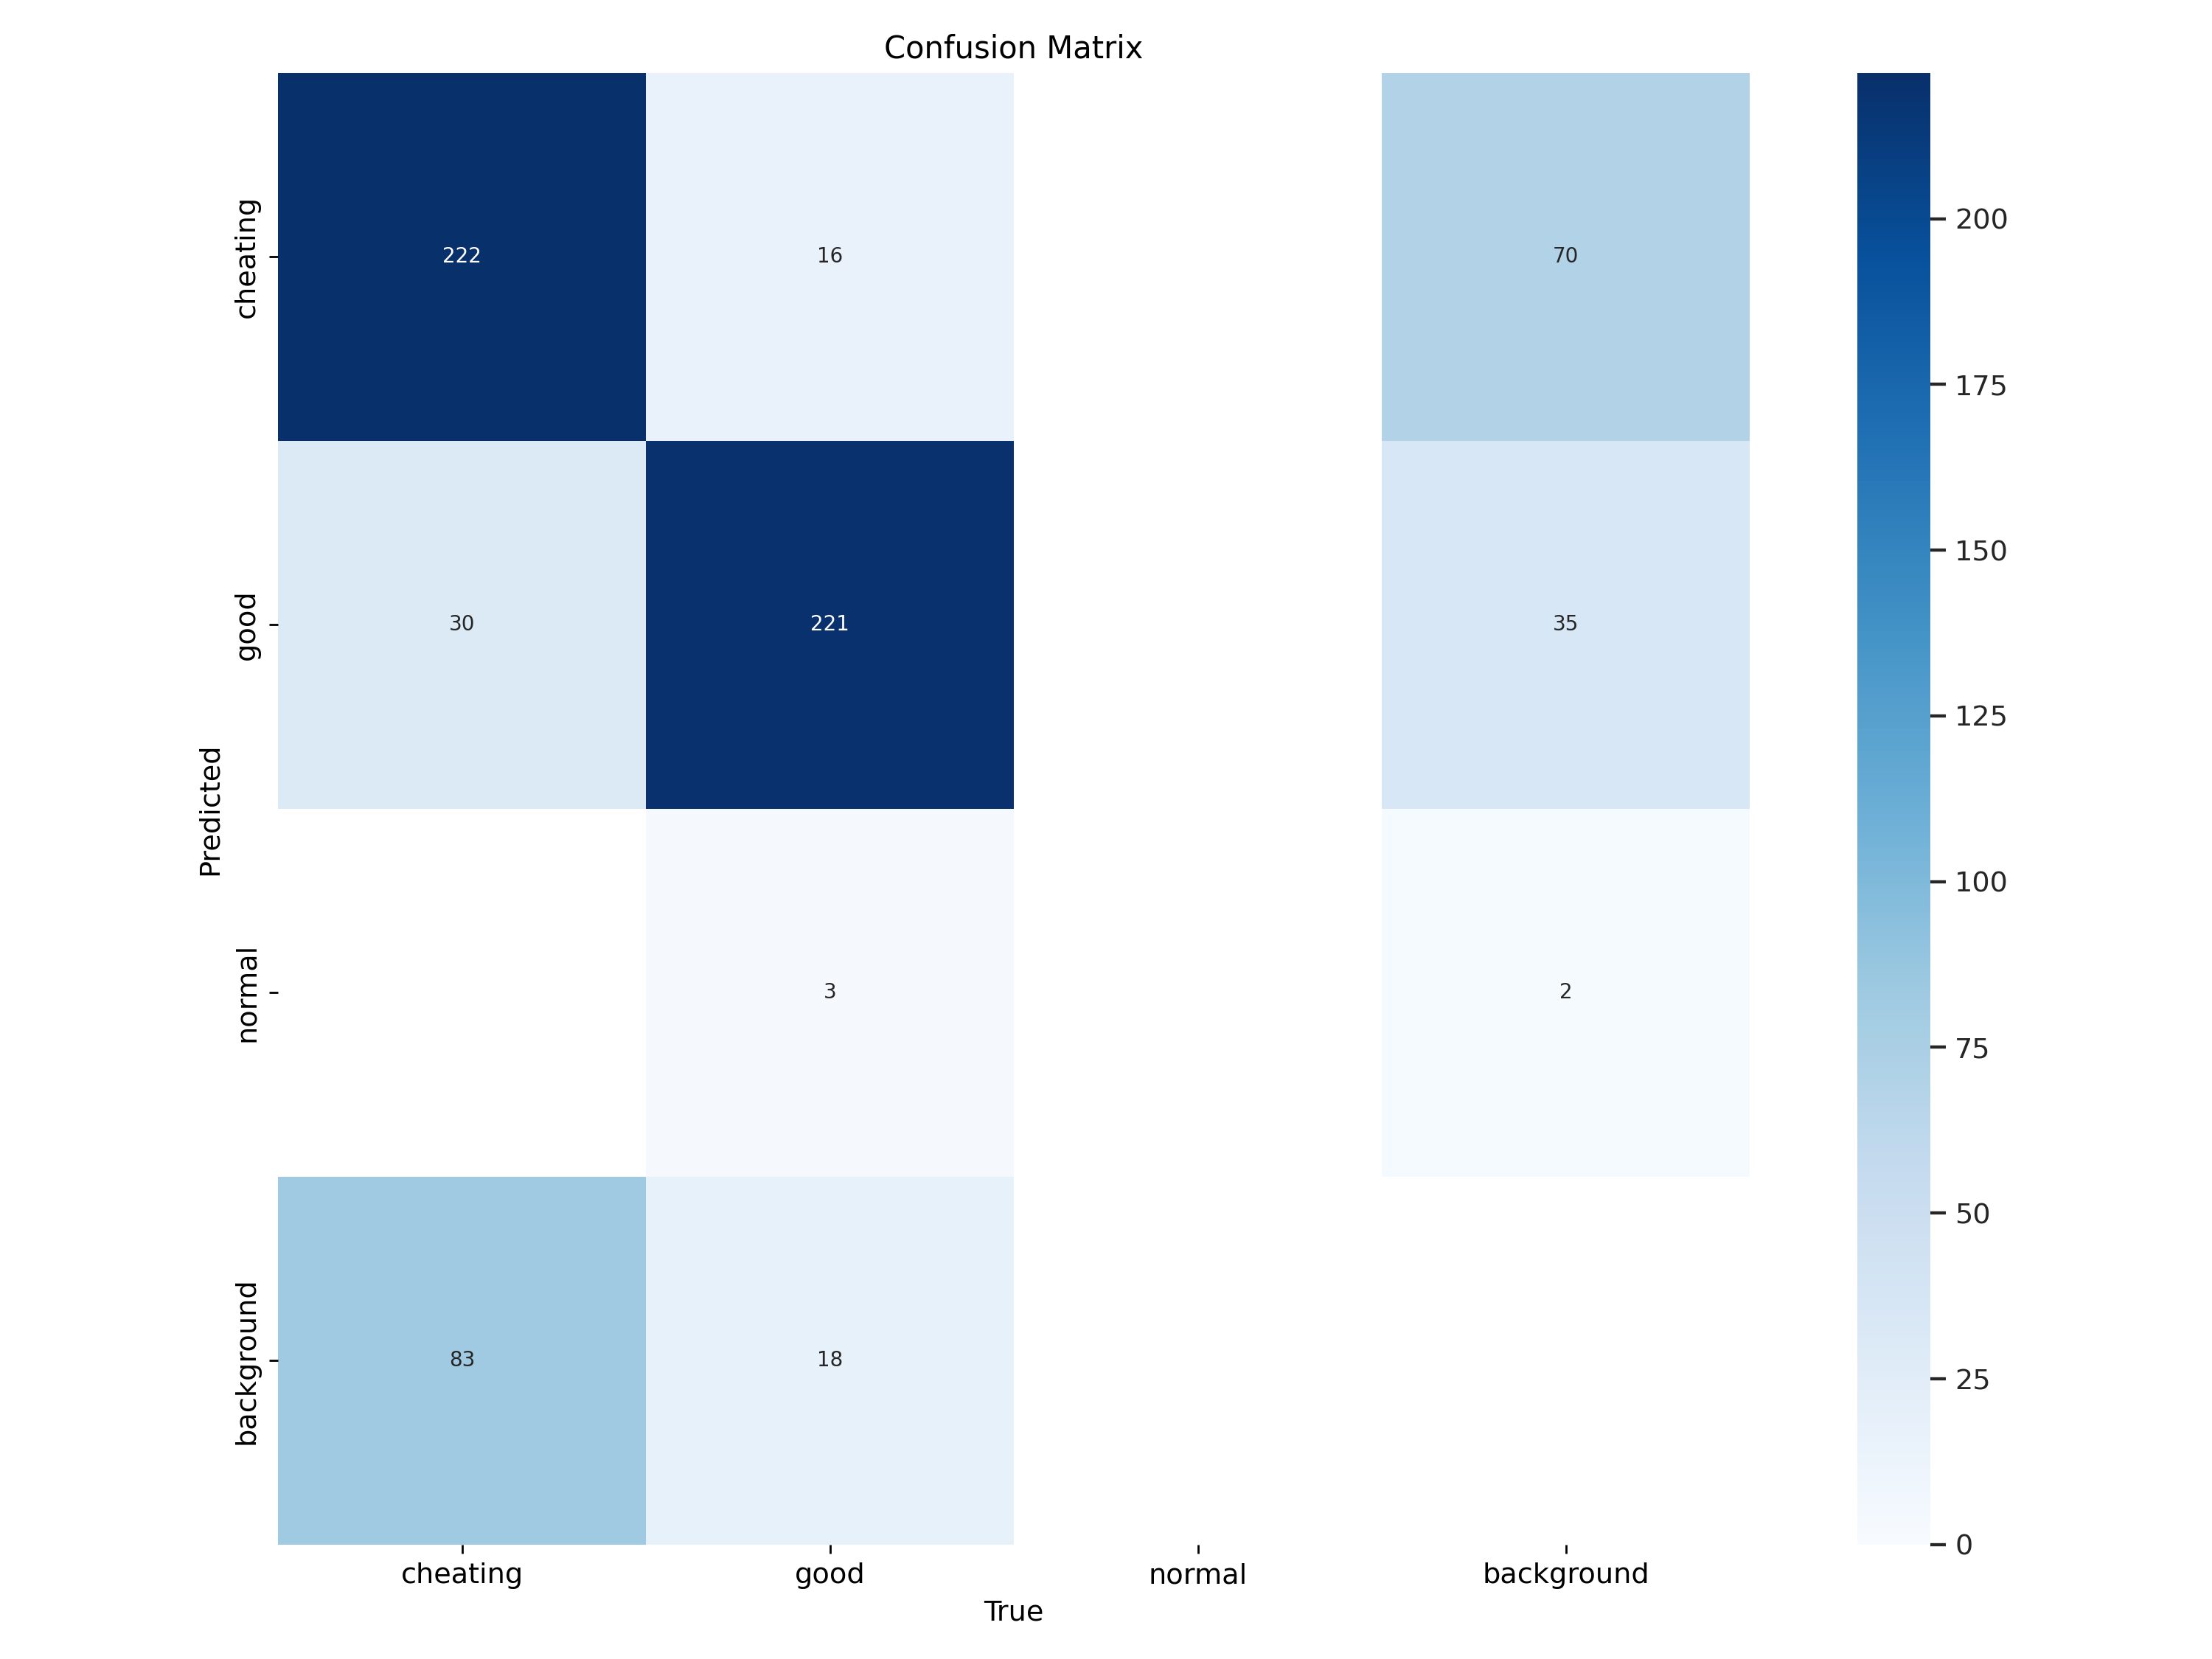 Confusion Matrix
cheating
222
16
70
good
30
221
35
normal
3
2
background
83
18
Predicted
cheating
good
normal
background
True
200
175
150
125
100
75
50
25
0